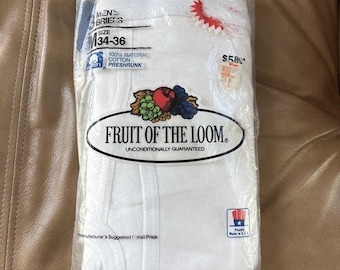 MEN'S
BRIEFS
M SIZE
34-36
100% NATURAL
COTTON
PRESHRUNK
FRUIT OF THE LOOM®
UNCONDITIONALLY GUARANTEED
Manufacturer's Suggested Retail Price
Proudly
Made in U.S.A.